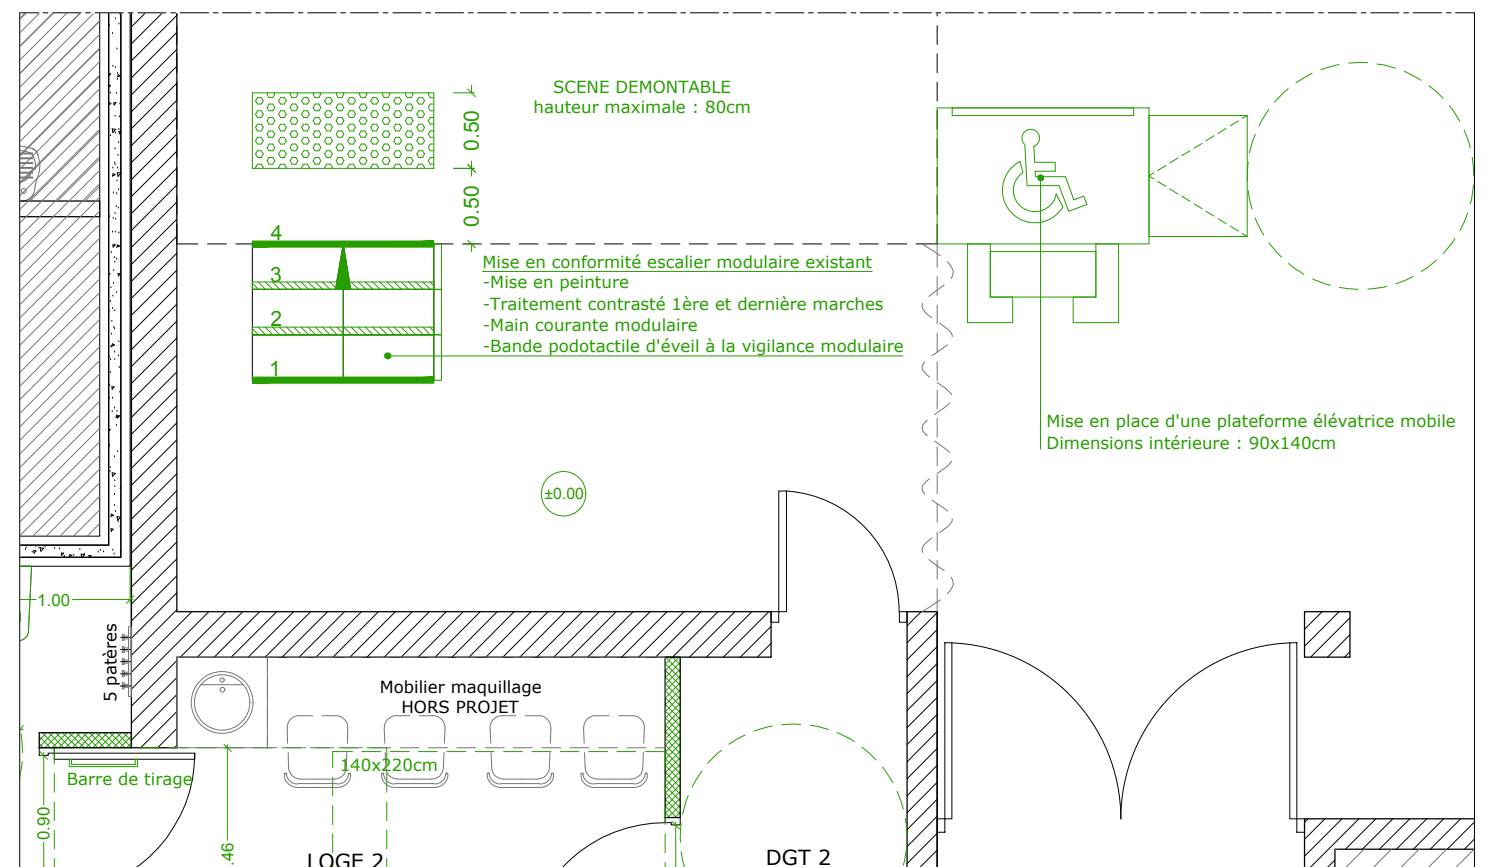 SCENE DEMONTABLE
hauteur maximale : 80cm
0.50
0.50
4
3
2
1
Mise en conformité escalier modulaire existant
-Mise en peinture
-Traitement contrasté 1ère et dernière marches
-Main courante modulaire
-Bande podotactile d'éveil à la vigilance modulaire
Mise en place d'une plateforme élévatrice mobile
Dimensions intérieure : 90x140cm
±0.00
1.00
5 patères
Mobilier maquillage
HORS PROJET
140x220cm
Barre de tirage
0.90
.46
LOGE 2
DGT 2